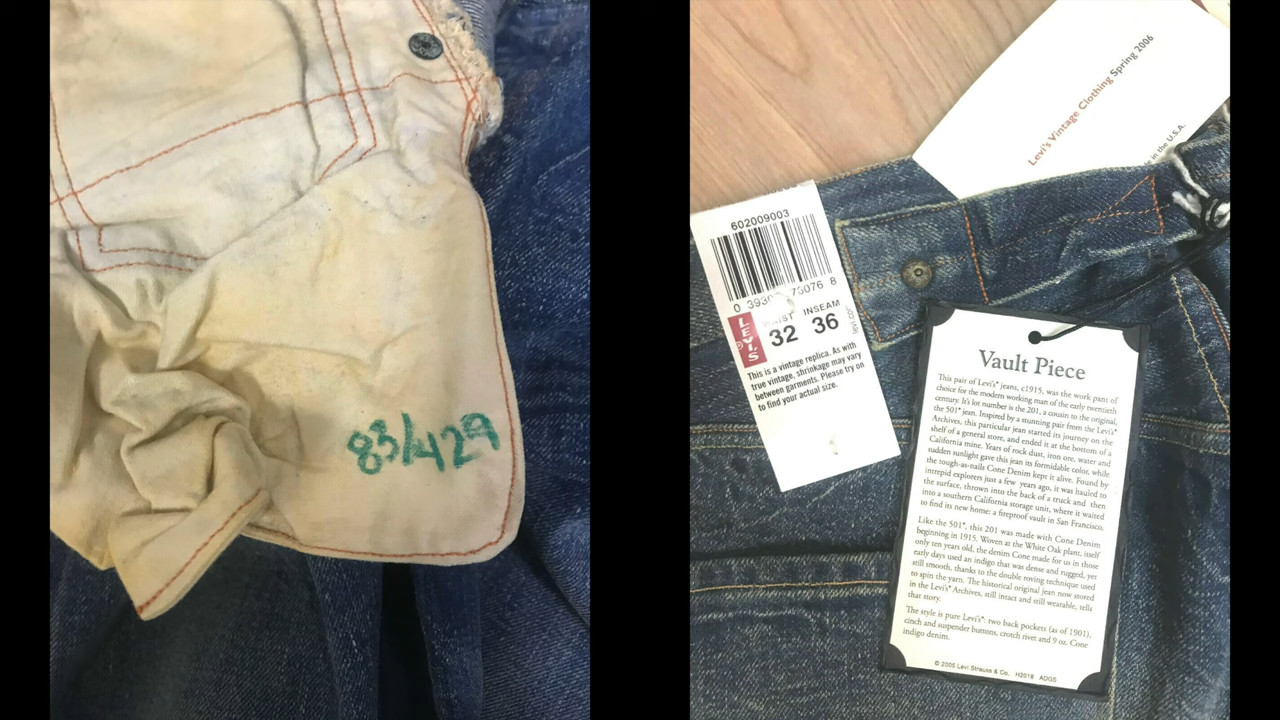 83/429
Levi's Vintage Clothing Spring 2006
in the U.S.A.
602009003
LEVI'S
32
INSEAM
36
This is a vintage replica. As with
true vintage, shrinkage may vary
between garments. Please try on
to find your actual size.
Vault Piece
This pair of Levi's® jeans, c1915, was the work pant of
choice for the modern working man of the early twentieth
century. It's lot number is the 201, a cousin to the original,
the 501® jean. Inspired by a stunning pair from the Levi's®
Archives, this particular jean started its journey on the
shelf of a general store, and ended it at the bottom of a
California mine. Years of rock dust, iron ore, water and
sudden sunlight gave this jean its formidable color, while
the tough-as-nails Cone Denim kept it alive. Found by
intrepid explorers just a few years ago, it was hauled to
the surface, thrown into the back of a truck and then
into a southern California storage unit, where it waited
to find its new home: a fireproof vault in San Francisco.
Like the 501®, this 201 was made with Cone Denim
beginning in 1915. Woven at the White Oak plant, itself
only ten years old, the denim Cone made for us in those
early days used an indigo that was dense and rugged, yet
still smooth, thanks to the double roving technique used
to spin the yarn. The historical original jean now stored
in the Levi's® Archives, still intact and still wearable, tells
that story.
The style is pure Levi's®: two back pockets (as of 1901),
cinch and suspender buttons, crotch rivet and 9 oz. Cone
indigo denim.
© 2005 Levi Strauss & Co. H2018 ADG5